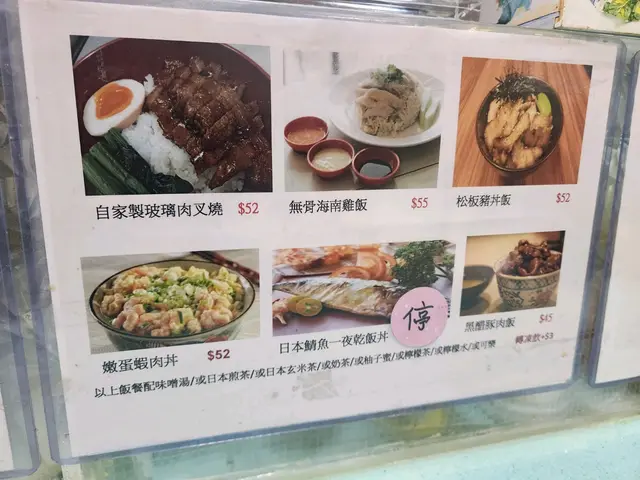 自家製玻璃肉叉燒 $52
無骨海南雞飯 $55
松板豬丼飯 $52
嫩蛋蝦肉丼 $52
日本鯖魚一夜乾飯丼
停
黑醋豚肉飯 $45
轉凍飲+$3
以上飯餐配味噌湯/或日本煎茶/或日本玄米茶/或奶茶/或柚子蜜/或檸檬茶/或檸檬水/或可樂